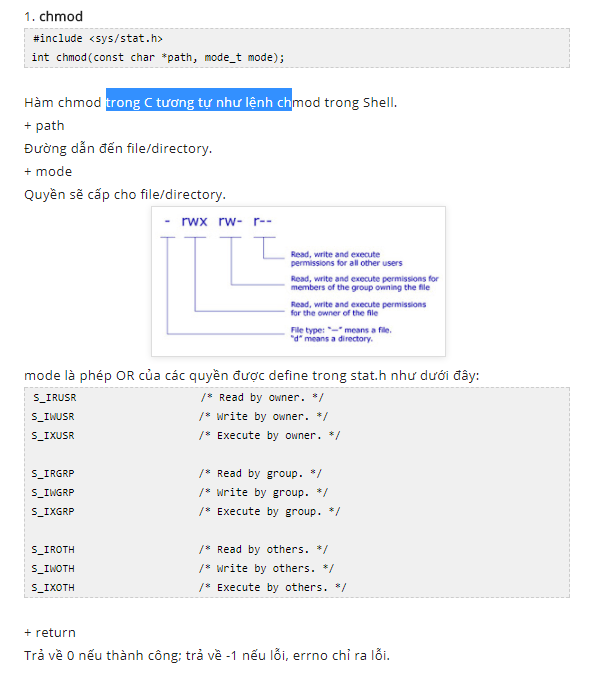 1. chmod
#include <sys/stat.h>
int chmod(const char *path, mode_t mode);
Hàm chmod trong C tương tự như lệnh chmod trong Shell.
+ path
Đường dẫn đến file/directory.
+ mode
Quyền sẽ cấp cho file/directory.
- rwx rw- r--
Read, write and execute
permissions for all other users
Read, write and execute permissions for
members of the group owning the file
Read, write and execute permissions
for the owner of the file
File type: "—" means a file.
"d" means a directory.
mode là phép OR của các quyền được define trong stat.h như dưới đây:
S_IRUSR /* Read by owner. */
S_IWUSR /* Write by owner. */
S_IXUSR /* Execute by owner. */
S_IRGRP /* Read by group. */
S_IWGRP /* Write by group. */
S_IXGRP /* Execute by group. */
S_IROTH /* Read by others. */
S_IWOTH /* Write by others. */
S_IXOTH /* Execute by others. */
+ return
Trả về 0 nếu thành công; trả về -1 nếu lỗi, errno chỉ ra lỗi.